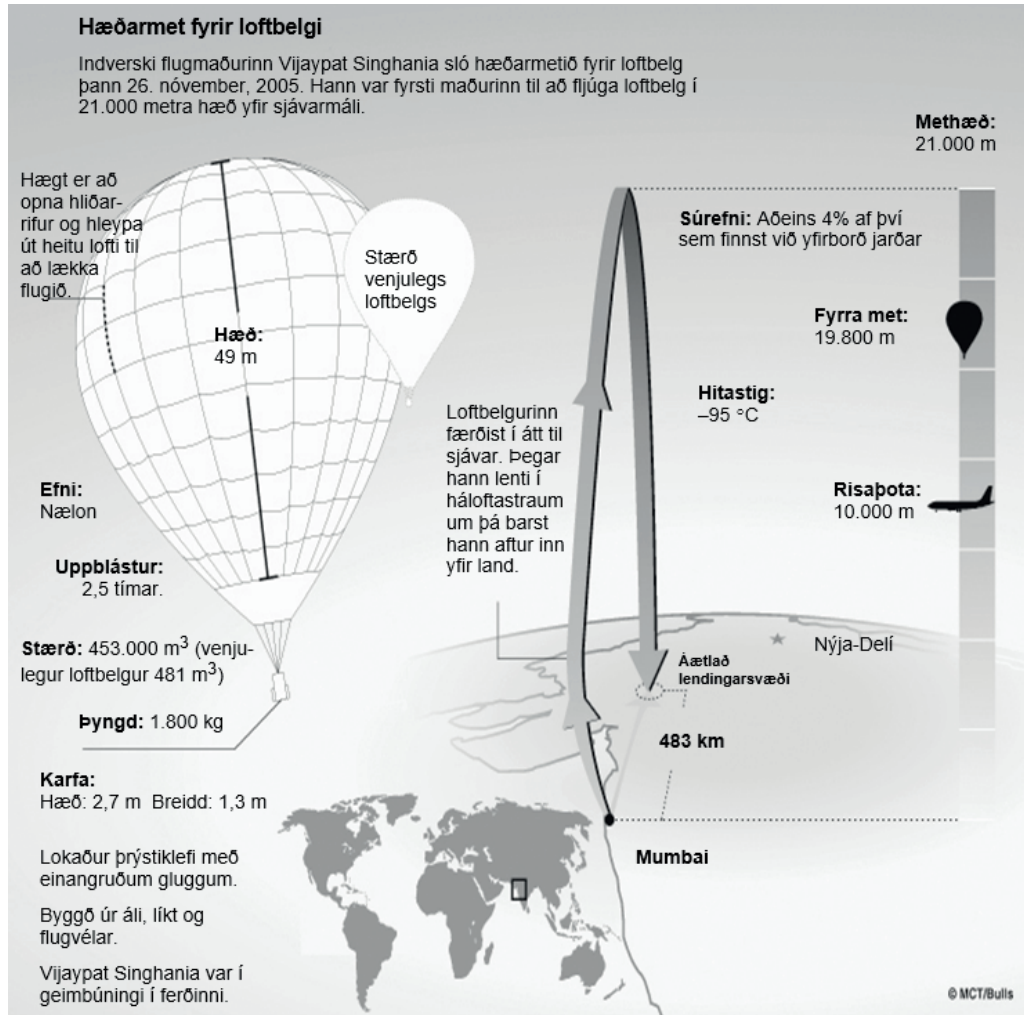 Hæðarmet fyrir loftbelgi
Indverski flugmaðurinn Vijaypat Singhania sló hæðarmetið fyrir loftbelg
þann 26. nóvember, 2005. Hann var fyrsti maðurinn til að fljúga loftbelg í
21.000 metra hæð yfir sjávarmáli.
Hægt er að
opna hliðar-
rifur og hleypa
út heitu lofti til
að lækka
flugið.
Hæð:
49 m
Stærð
venjulegs
loftbelgs
Efni:
Nælon
Uppblástur:
2,5 tímar.
Stærð: 453.000 m³ (venju-
legur loftbelgur 481 m³)
Þyngd: 1.800 kg
Karfa:
Hæð: 2,7 m Breidd: 1,3 m
Lokaður þrýstiklefi með
einangruðum gluggum.
Byggð úr áli, líkt og
flugvélar.
Vijaypat Singhania var í
geimbúningi í ferðinni.
Loftbelgurinn
færðist í átt til
sjávar. Þegar
hann lenti í
háloftastraum
um þá barst
hann aftur inn
yfir land.
Methæð:
21.000 m
Súrefni: Aðeins 4% af því
sem finnst við yfirborð jarðar
Fyrra met:
19.800 m
Hitastig:
–95 °C
Risaþota:
10.000 m
Nýja-Delí
Áætlað
lendingarsvæði
483 km
Mumbai
© MCT/Bulls